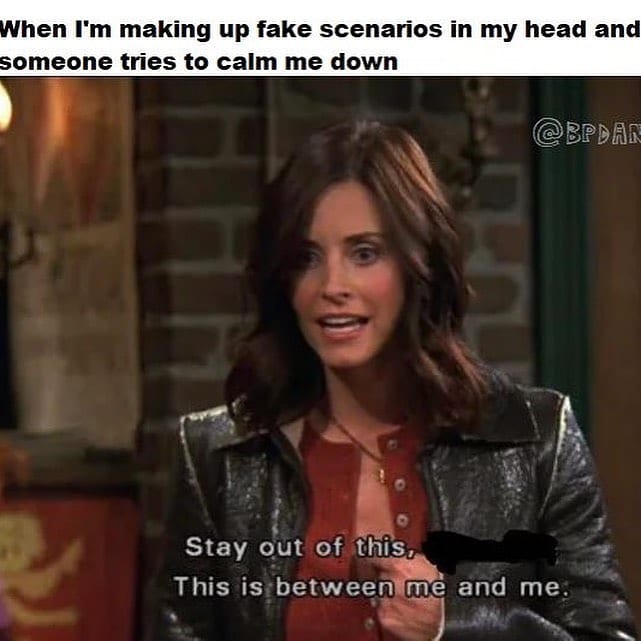 When I'm making up fake scenarios in my head and
someone tries to calm me down
@BPDAN
Stay out of this,
This is between me and me.